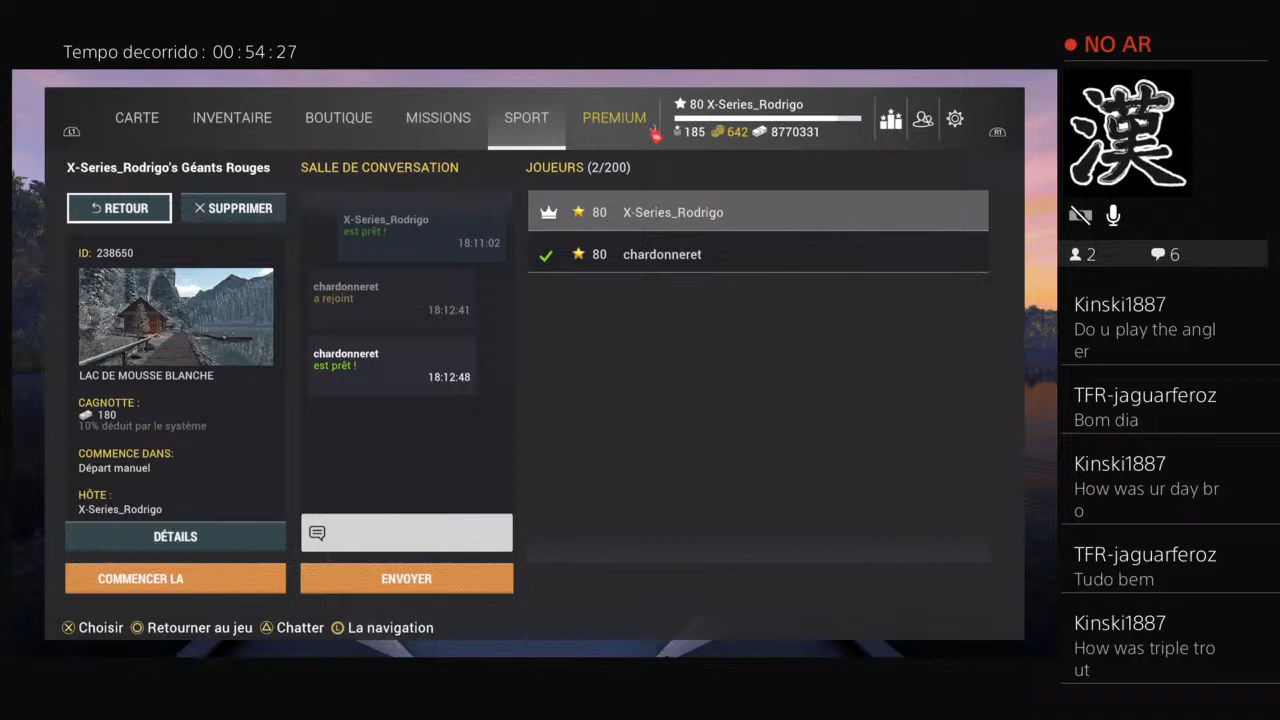 Tempo decorrido: 00:54:27
NO AR
L1
CARTE
INVENTAIRE
BOUTIQUE
MISSIONS
SPORT
PREMIUM
80 X-Series_Rodrigo
185 642 8770331
R1
X-Series_Rodrigo's Géants Rouges
RETOUR
SUPPRIMER
ID: 238650
LAC DE MOUSSE BLANCHE
CAGNOTTE :
180
10% déduit par le système
COMMENCE DANS:
Départ manuel
HÔTE :
X-Series_Rodrigo
DÉTAILS
COMMENCER LA
SALLE DE CONVERSATION
X-Series_Rodrigo
est prêt !
18:11:02
chardonneret
a rejoint
18:12:41
chardonneret
est prêt !
18:12:48
ENVOYER
JOUEURS (2/200)
80 X-Series_Rodrigo
80 chardonneret
Choisir Retourner au jeu Chatter L La navigation
漢
2 6
Kinski1887
Do u play the angl
er
TFR-jaguarferoz
Bom dia
Kinski1887
How was ur day br
o
TFR-jaguarferoz
Tudo bem
Kinski1887
How was triple tro
ut